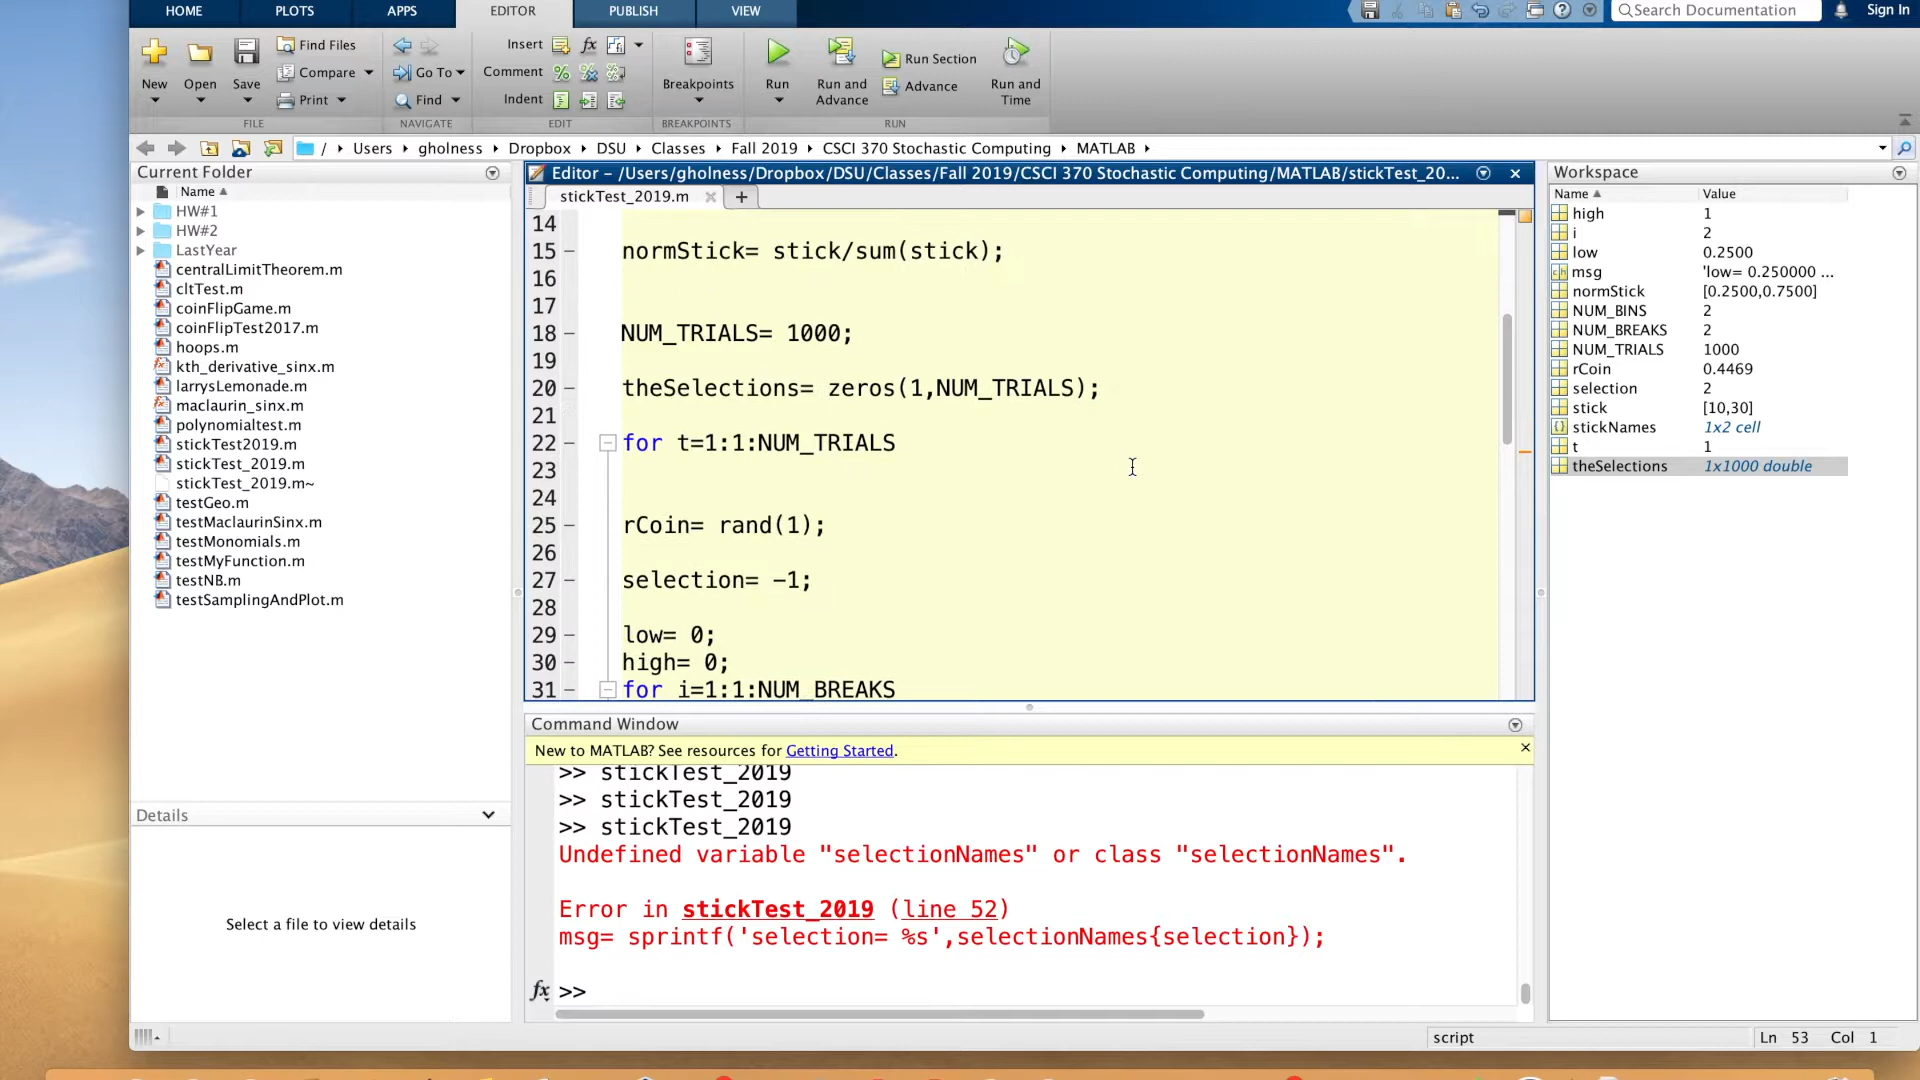 HOME PLOTS APPS EDITOR PUBLISH VIEW
Search Documentation
Sign In
New
Open
Save
Find Files
Compare
Print
FILE
Go To
Find
NAVIGATE
Insert fx
Comment
Indent
EDIT
Breakpoints
BREAKPOINTS
Run
Run and Advance
Run Section
Advance
Run and Time
RUN
/ Users gholness Dropbox DSU Classes Fall 2019 CSCI 370 Stochastic Computing MATLAB
Current Folder
Name
HW#1
HW#2
LastYear
centralLimitTheorem.m
cltTest.m
coinFlipGame.m
coinFlipTest2017.m
hoops.m
kth_derivative_sinx.m
larrysLemonade.m
maclaurin_sinx.m
polynomialtest.m
stickTest2019.m
stickTest_2019.m
stickTest_2019.m~
testGeo.m
testMaclaurinSinx.m
testMonomials.m
testMyFunction.m
testNB.m
testSamplingAndPlot.m
Details
Select a file to view details
Editor – /Users/gholness/Dropbox/DSU/Classes/Fall 2019/CSCI 370 Stochastic Computing/MATLAB/stickTest_20...
stickTest_2019.m
14
15 – normStick= stick/sum(stick);
16
17
18 – NUM_TRIALS= 1000;
19
20 – theSelections= zeros(1,NUM_TRIALS);
21
22 – for t=1:1:NUM_TRIALS
23
24
25 – rCoin= rand(1);
26
27 – selection= -1;
28
29 – low= 0;
30 – high= 0;
31 – for i=1:1:NUM_BREAKS
Command Window
New to MATLAB? See resources for Getting Started.
>> stickTest_2019
>> stickTest_2019
>> stickTest_2019
Undefined variable "selectionNames" or class "selectionNames".
Error in stickTest_2019 (line 52)
msg= sprintf('selection= %s',selectionNames{selection});
fx >>
Workspace
Name Value
high 1
i 2
low 0.2500
msg 'low= 0.250000 ...
normStick [0.2500,0.7500]
NUM_BINS 2
NUM_BREAKS 2
NUM_TRIALS 1000
rCoin 0.4469
selection 2
stick [10,30]
stickNames 1x2 cell
t 1
theSelections 1x1000 double
script
Ln 53 Col 1